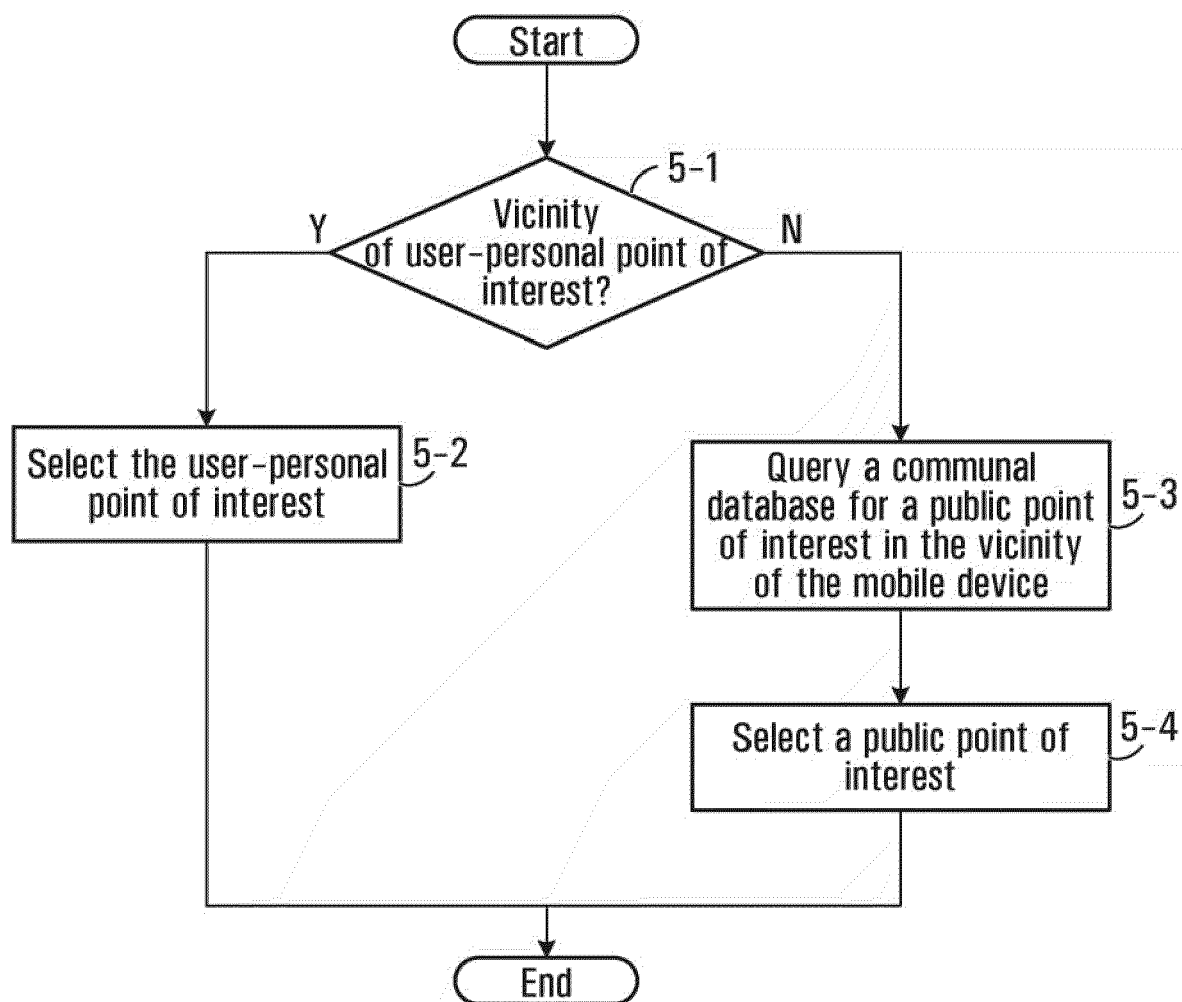 Start
5-1
Vicinity
of user-personal point of
interest?
Y
N
Select the user-personal
point of interest
5-2
Query a communal
database for a public point
of interest in the vicinity
of the mobile device
5-3
Select a public point of
interest
5-4
End